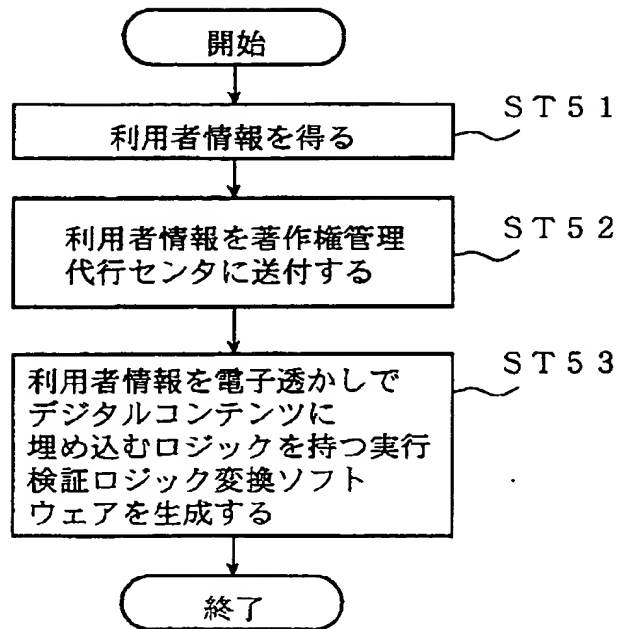 開始
利用者情報を得る
ＳＴ５１
利用者情報を著作権管理
代行センタに送付する
ＳＴ５２
利用者情報を電子透かしで
デジタルコンテンツに
埋め込むロジックを持つ実行
検証ロジック変換ソフト
ウェアを生成する
ＳＴ５３
終了